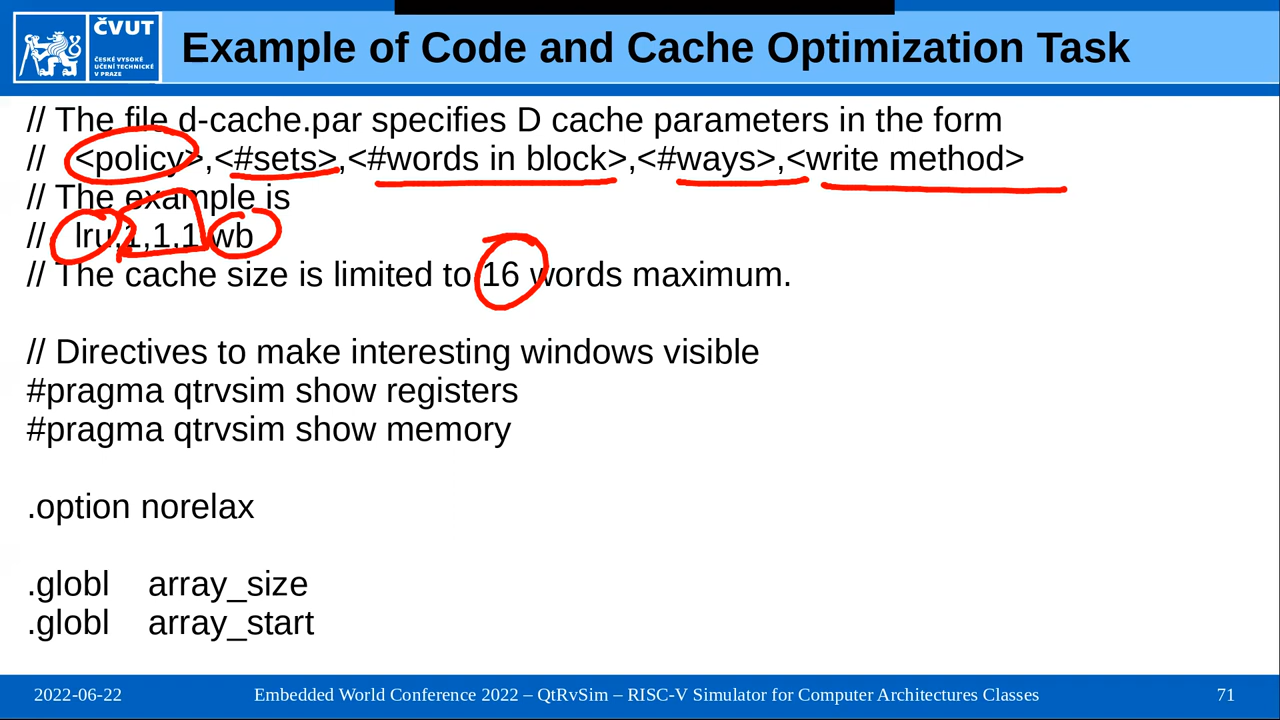 ČVUT
ČESKÉ VYSOKÉ
UČENÍ TECHNICKÉ
V PRAZE
Example of Code and Cache Optimization Task
// The file d-cache.par specifies D cache parameters in the form
// <policy>,<#sets>,<#words in block>,<#ways>,<write method>
// The example is
// lru,1,1,1,wb
// The cache size is limited to 16 words maximum.
// Directives to make interesting windows visible
#pragma qtrvsim show registers
#pragma qtrvsim show memory
.option norelax
.globl array_size
.globl array_start
2022-06-22 Embedded World Conference 2022 – QtRvSim – RISC-V Simulator for Computer Architectures Classes 71